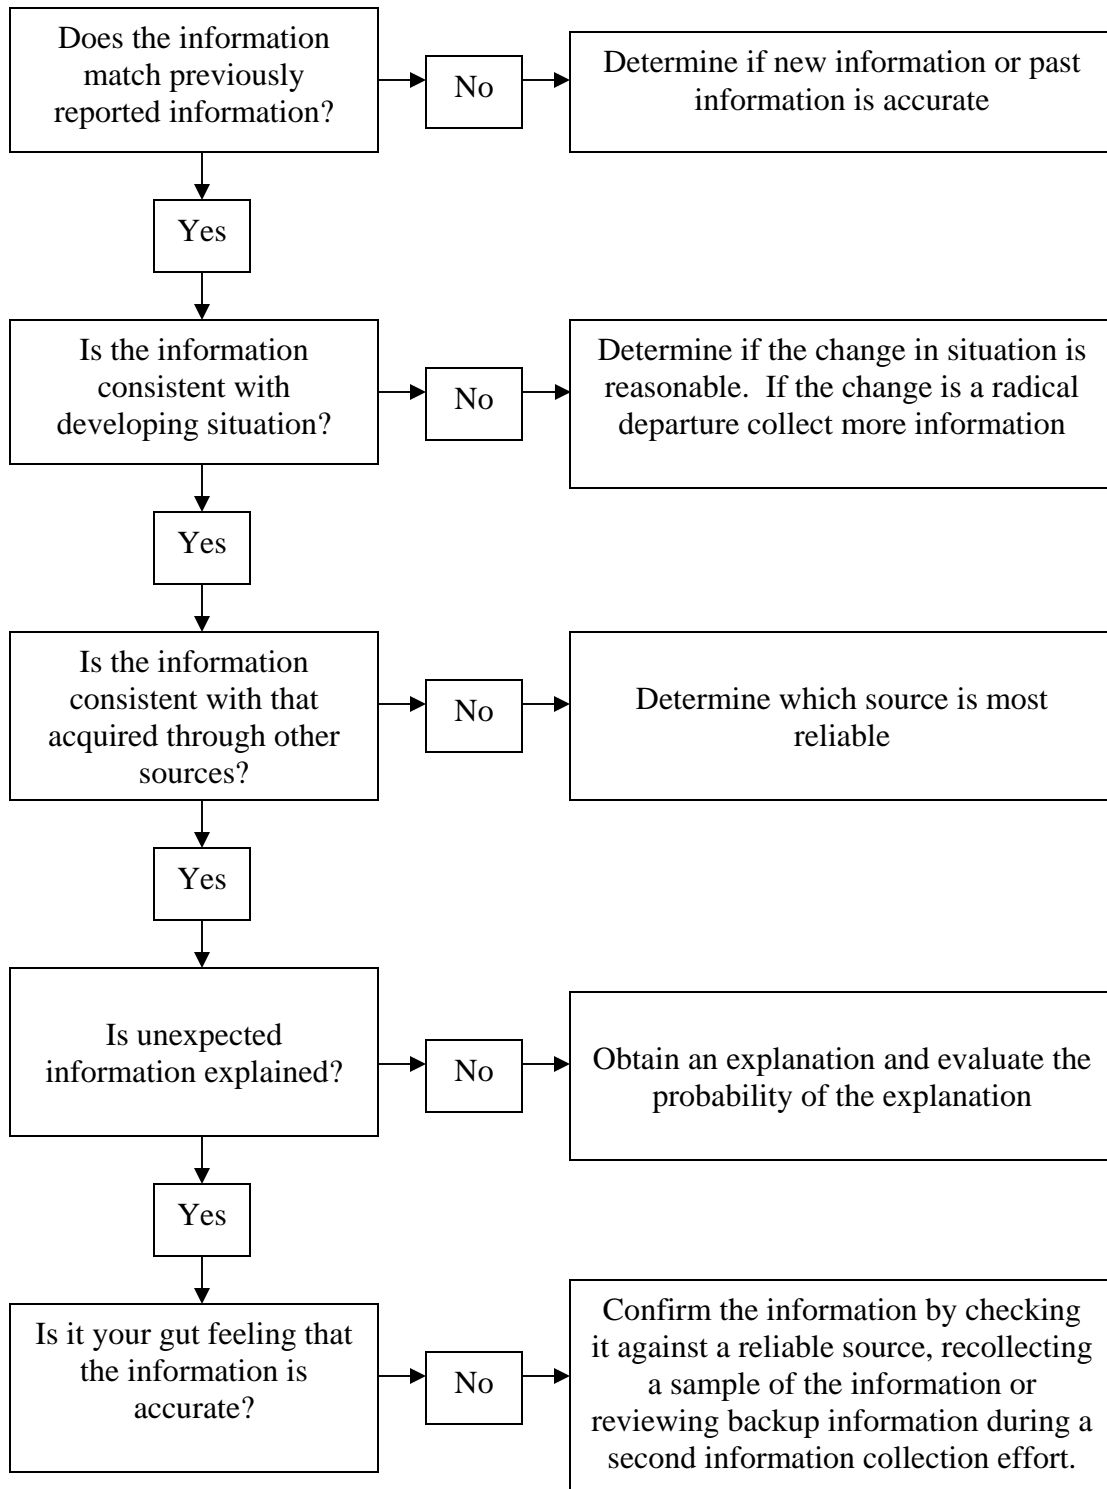 Does the information
match previously
reported information?
No
Determine if new information or past
information is accurate
Yes
Is the information
consistent with
developing situation?
No
Determine if the change in situation is
reasonable.  If the change is a radical
departure collect more information
Yes
Is the information
consistent with that
acquired through other
sources?
No
Determine which source is most
reliable
Yes
Is unexpected
information explained?
No
Obtain an explanation and evaluate the
probability of the explanation
Yes
Is it your gut feeling that
the information is
accurate?
No
Confirm the information by checking
it against a reliable source, recollecting
a sample of the information or
reviewing backup information during a
second information collection effort.